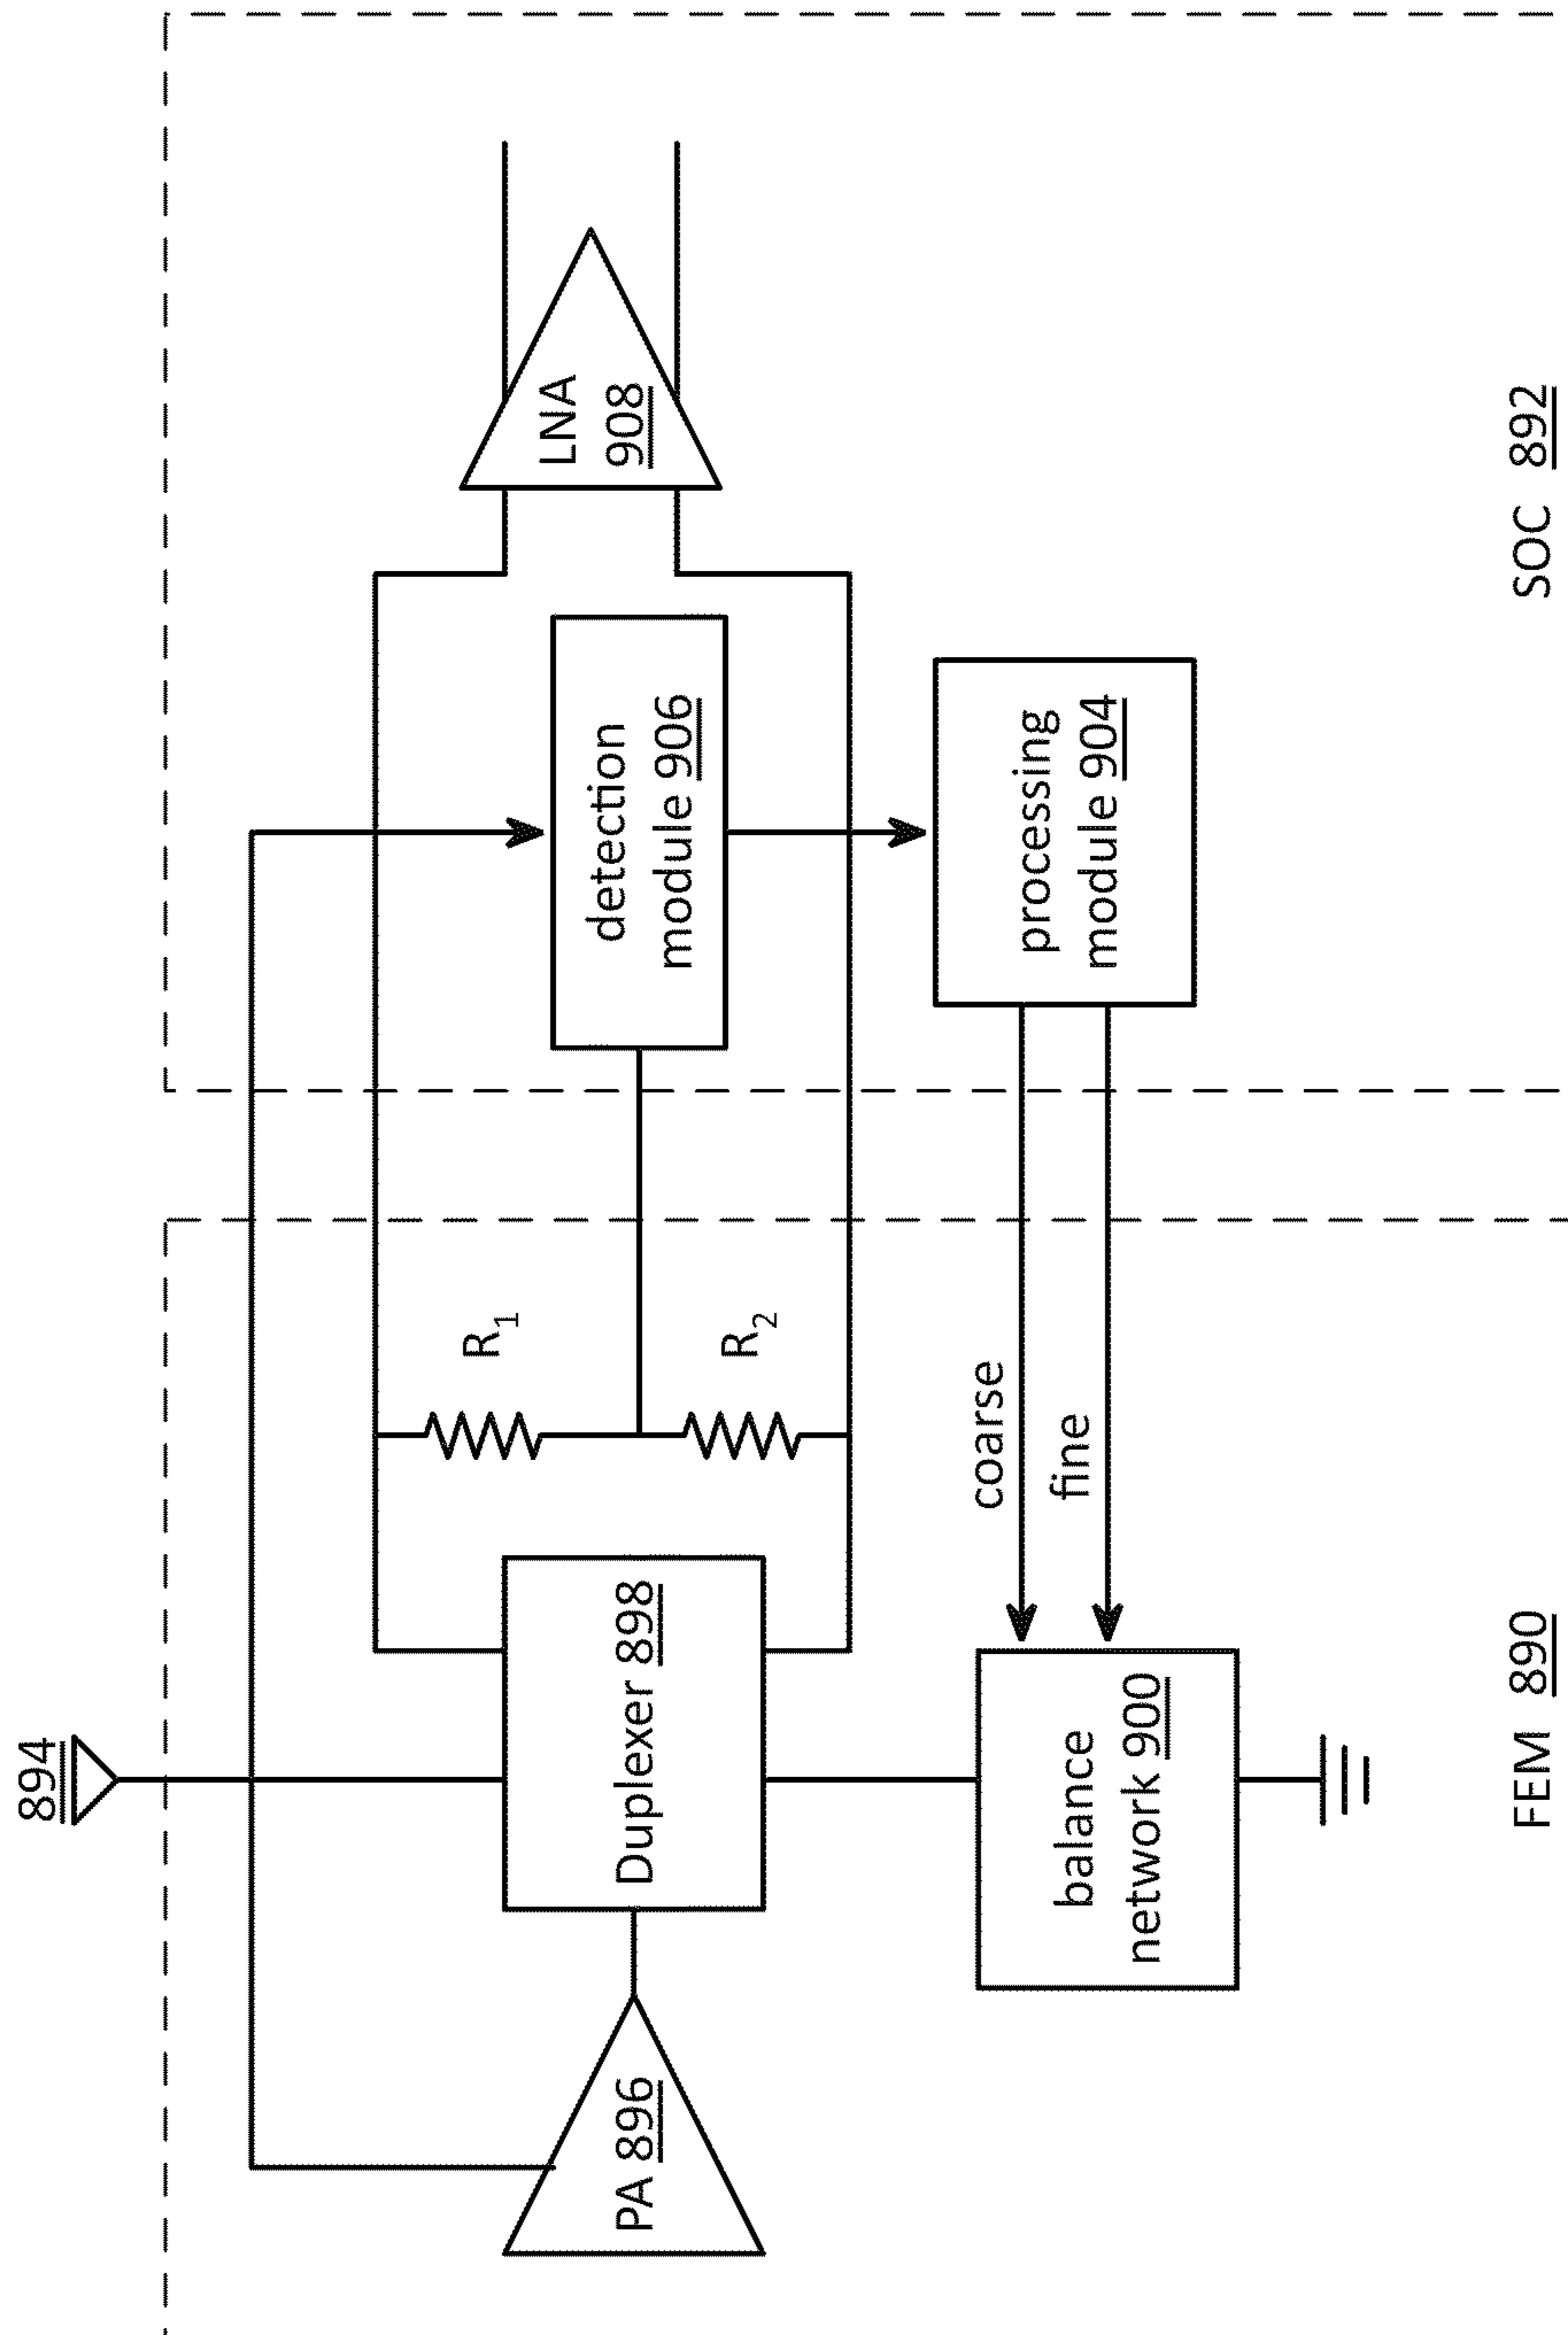 894
PA 896
Duplexer 898
R1
R2
balance
network 900
coarse
fine
detection
module 906
processing
module 904
LNA
908
FEM 890
SOC 892